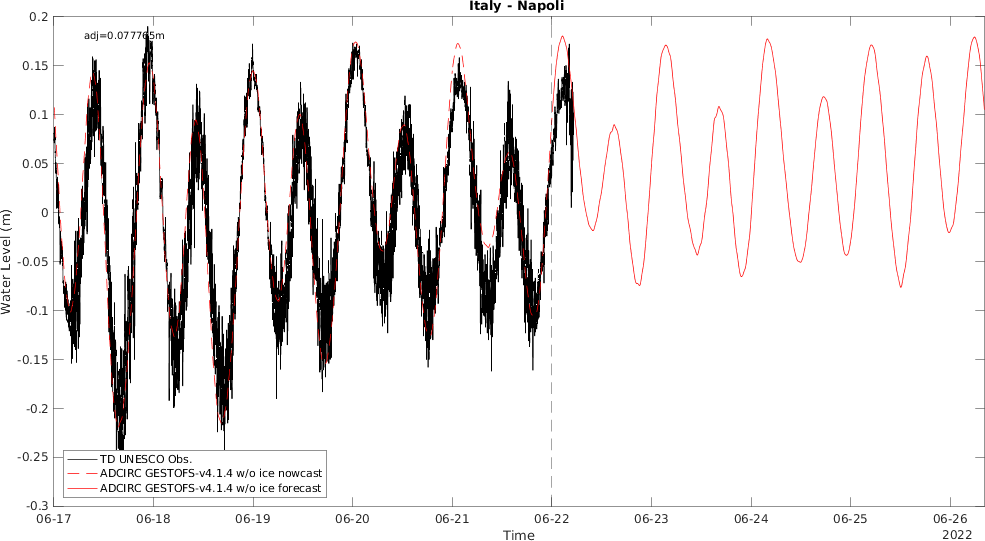 Italy - Napoli
adj=0.077765m
0.2
0.15
0.1
0.05
0
-0.05
-0.1
-0.15
-0.2
-0.25
-0.3
Water Level (m)
TD UNESCO Obs.
ADCIRC GESTOFS-v4.1.4 w/o ice nowcast
ADCIRC GESTOFS-v4.1.4 w/o ice forecast
06-17 06-18 06-19 06-20 06-21 06-22 06-23 06-24 06-25 06-26
Time
2022